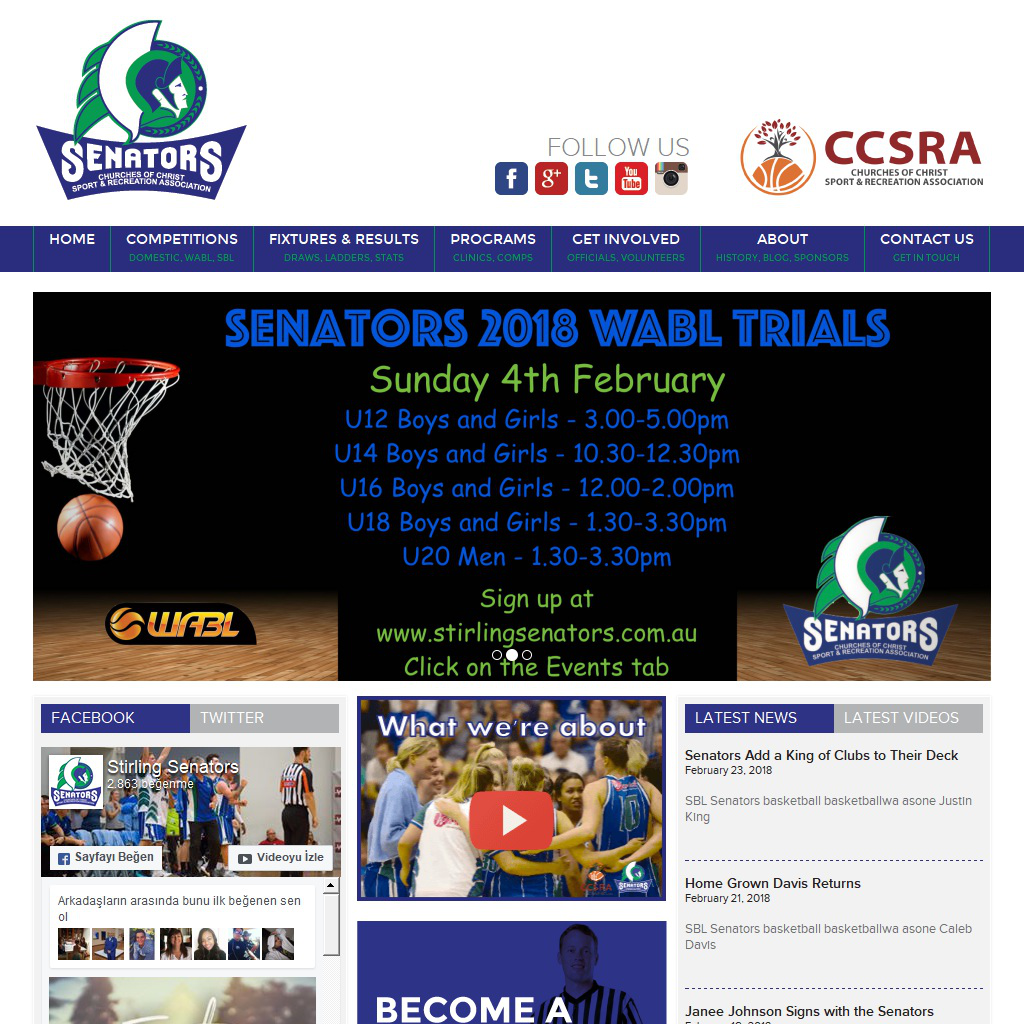 SENATORS
CHURCHES OF CHRIST
SPORT & RECREATION ASSOCIATION
FOLLOW US
f g+ t You Tube
CCSRA
CHURCHES OF CHRIST
SPORT & RECREATION ASSOCIATION
HOME COMPETITIONS FIXTURES & RESULTS PROGRAMS GET INVOLVED ABOUT CONTACT US
DOMESTIC, WABL, SBL DRAWS, LADDERS, STATS CLINICS, COMPS OFFICIALS, VOLUNTEERS HISTORY, BLOG, SPONSORS GET IN TOUCH
SENATORS 2018 WABL TRIALS
Sunday 4th February
U12 Boys and Girls - 3.00-5.00pm
U14 Boys and Girls - 10.30-12.30pm
U16 Boys and Girls - 12.00-2.00pm
U18 Boys and Girls - 1.30-3.30pm
U20 Men - 1.30-3.30pm
Sign up at
www.stirlingsenators.com.au
Click on the Events tab
WABL
SENATORS
CHURCHES OF CHRIST
SPORT & RECREATION ASSOCIATION
FACEBOOK TWITTER
Stirling Senators
2.863 beğenme
SENATORS
Sayfayı Beğen Videoyu İzle
Arkadaşların arasında bunu ilk beğenen sen
ol
What we're about
CCSRA
SENATORS
BECOME A
LATEST NEWS LATEST VIDEOS
Senators Add a King of Clubs to Their Deck
February 23, 2018
SBL Senators basketball basketballwa asone Justin
King
Home Grown Davis Returns
February 21, 2018
SBL Senators basketball basketballwa asone Caleb
Davis
Janee Johnson Signs with the Senators